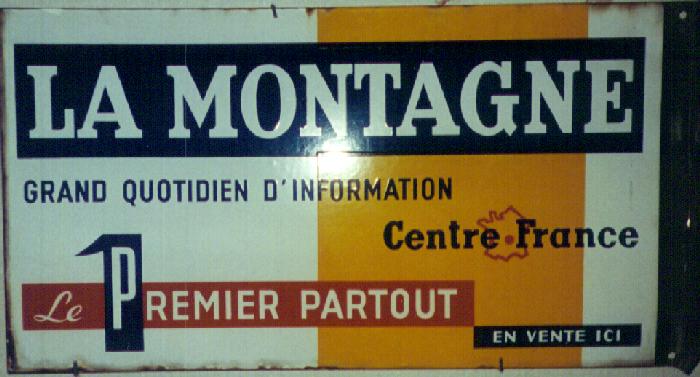 LA MONTAGNE
GRAND QUOTIDIEN D'INFORMATION
Centre France
Le PREMIER PARTOUT
EN VENTE ICI